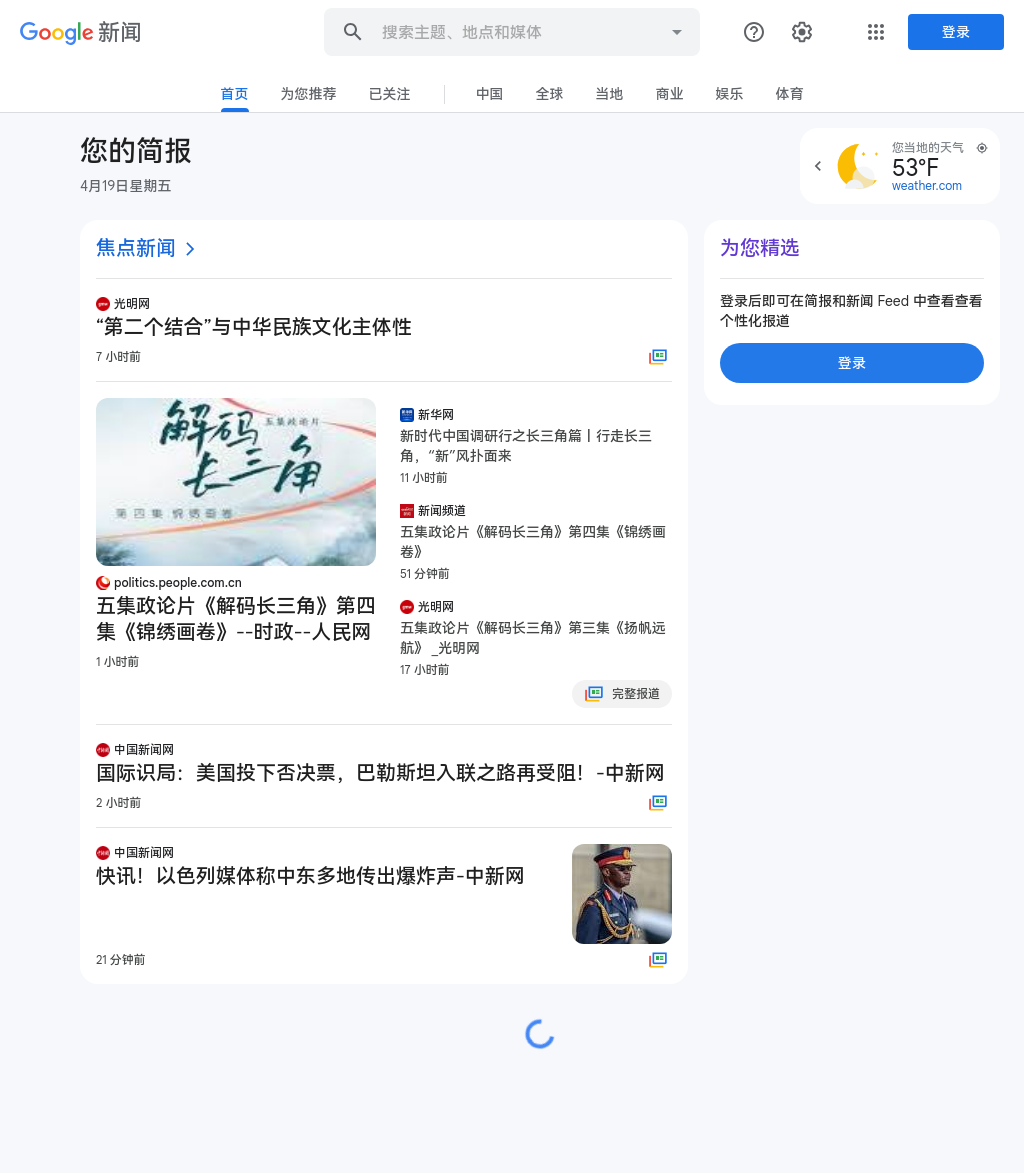 Google 新闻
搜索主题、地点和媒体
登录
首页
为您推荐
已关注
中国
全球
当地
商业
娱乐
体育
您的简报
4月19日星期五
您当地的天气
53°F
weather.com
焦点新闻
光明网
“第二个结合”与中华民族文化主体性
7 小时前
解码
长三角
五集政论片
第四集 锦绣画卷
politics.people.com.cn
五集政论片《解码长三角》第四
集《锦绣画卷》--时政--人民网
1 小时前
新华网
新时代中国调研行之长三角篇丨行走长三
角，“新”风扑面来
11 小时前
新闻频道
五集政论片《解码长三角》第四集《锦绣画
卷》
51 分钟前
光明网
五集政论片《解码长三角》第三集《扬帆远
航》 _光明网
17 小时前
完整报道
中国新闻网
国际识局：美国投下否决票，巴勒斯坦入联之路再受阻！-中新网
2 小时前
中国新闻网
快讯！以色列媒体称中东多地传出爆炸声-中新网
21 分钟前
为您精选
登录后即可在简报和新闻 Feed 中查看查看
个性化报道
登录